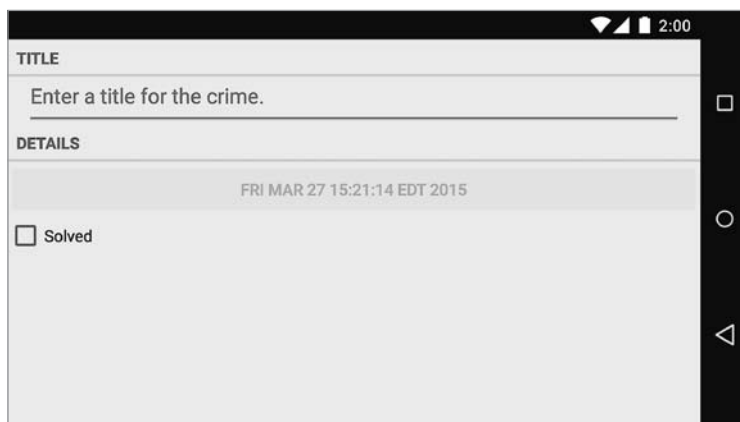 2:00
TITLE
Enter a title for the crime.
DETAILS
FRI MAR 27 15:21:14 EDT 2015
Solved